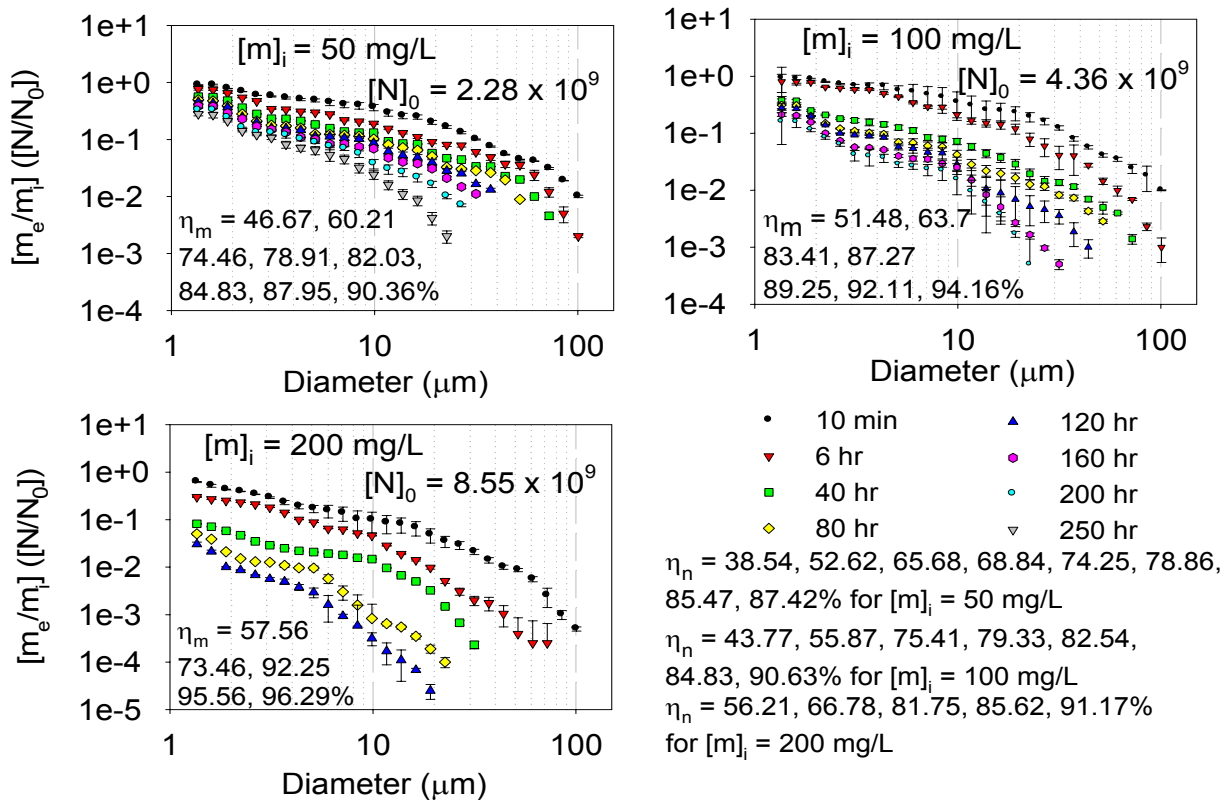 [m]i = 50 mg/L
[N]0 = 2.28 x 10^9
1e+1
1e+0
1e-1
1e-2
1e-3
1e-4
[me/mi] ([N/N0])
ηm = 46.67, 60.21
74.46, 78.91, 82.03,
84.83, 87.95, 90.36%
1 10 100
Diameter (μm)
[m]i = 100 mg/L
[N]0 = 4.36 x 10^9
1e+1
1e+0
1e-1
1e-2
1e-3
1e-4
ηm = 51.48, 63.7
83.41, 87.27
89.25, 92.11, 94.16%
1 10 100
Diameter (μm)
[m]i = 200 mg/L
[N]0 = 8.55 x 10^9
1e+1
1e+0
1e-1
1e-2
1e-3
1e-4
1e-5
[me/mi] ([N/N0])
ηm = 57.56
73.46, 92.25
95.56, 96.29%
1 10 100
Diameter (μm)
10 min
6 hr
40 hr
80 hr
120 hr
160 hr
200 hr
250 hr
ηn = 38.54, 52.62, 65.68, 68.84, 74.25, 78.86,
85.47, 87.42% for [m]i = 50 mg/L
ηn = 43.77, 55.87, 75.41, 79.33, 82.54,
84.83, 90.63% for [m]i = 100 mg/L
ηn = 56.21, 66.78, 81.75, 85.62, 91.17%
for [m]i = 200 mg/L